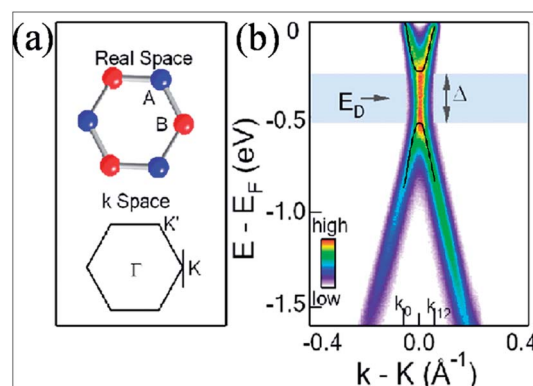 (a)
Real Space
A
B
k Space
K'
Γ
K
(b)
E_D
Δ
E - E_F (eV)
0
-0.5
-1.0
-1.5
high
low
k_0
k_12
-0.4
0.0
0.4
k - K (Å⁻¹)